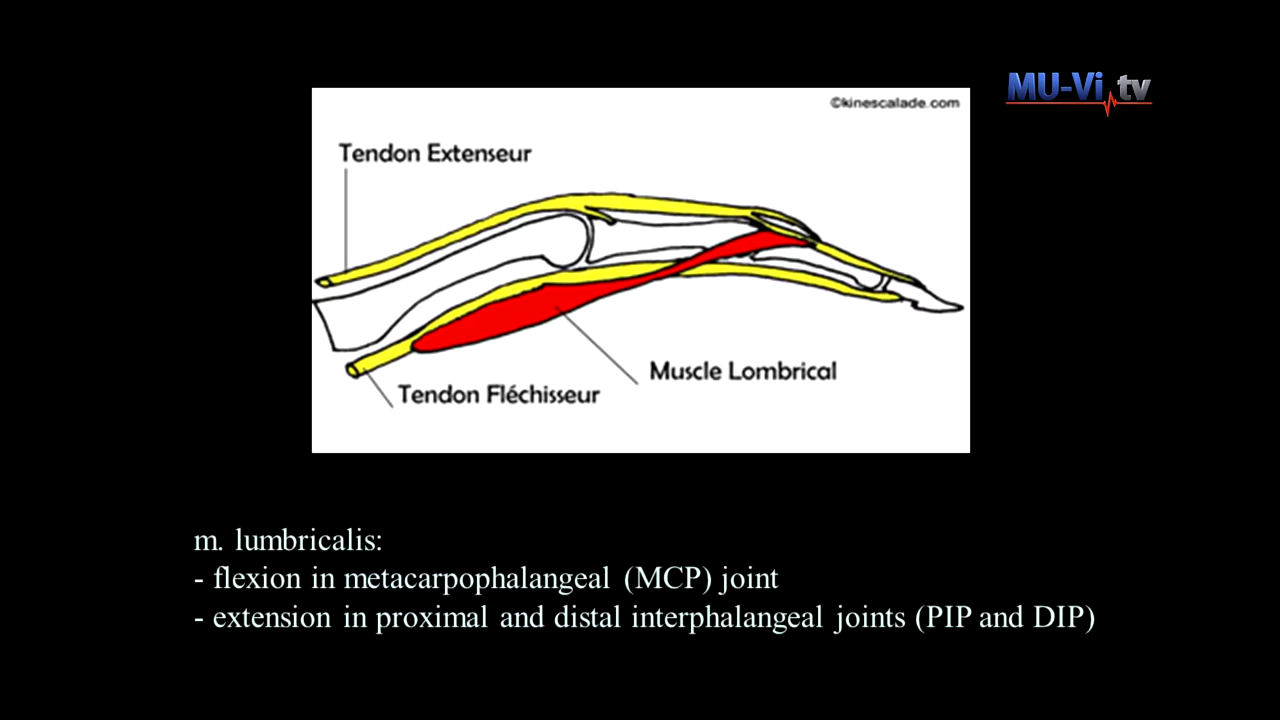 MU-Vi tv
©kinescalade.com
Tendon Extenseur
Muscle Lombrical
Tendon Fléchisseur
m. lumbricalis:
- flexion in metacarpophalangeal (MCP) joint
- extension in proximal and distal interphalangeal joints (PIP and DIP)